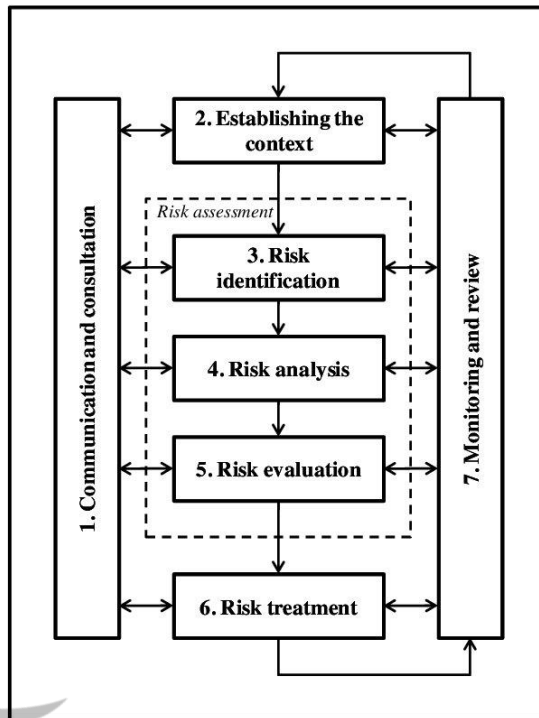 2. Establishing the
context
Risk assessment
3. Risk
identification
4. Risk analysis
5. Risk evaluation
6. Risk treatment
1. Communication and consultation
7. Monitoring and review